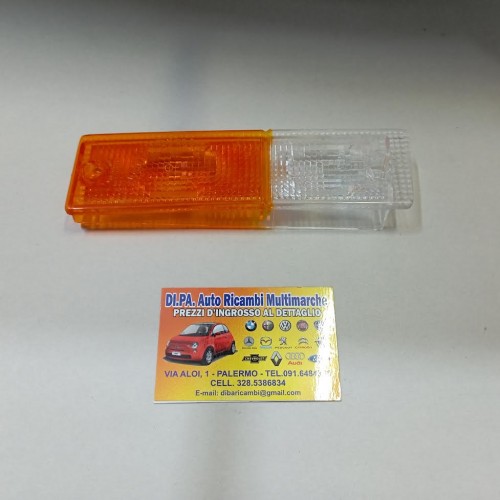 DI.PA. Auto Ricambi Multimarche
PREZZI D'INGROSSO AL DETTAGLIO
Audi
VIA ALOI, 1 - PALERMO - TEL.091.6484
CELL. 328.5386834
E-mail: dibaricambi@gmail.com